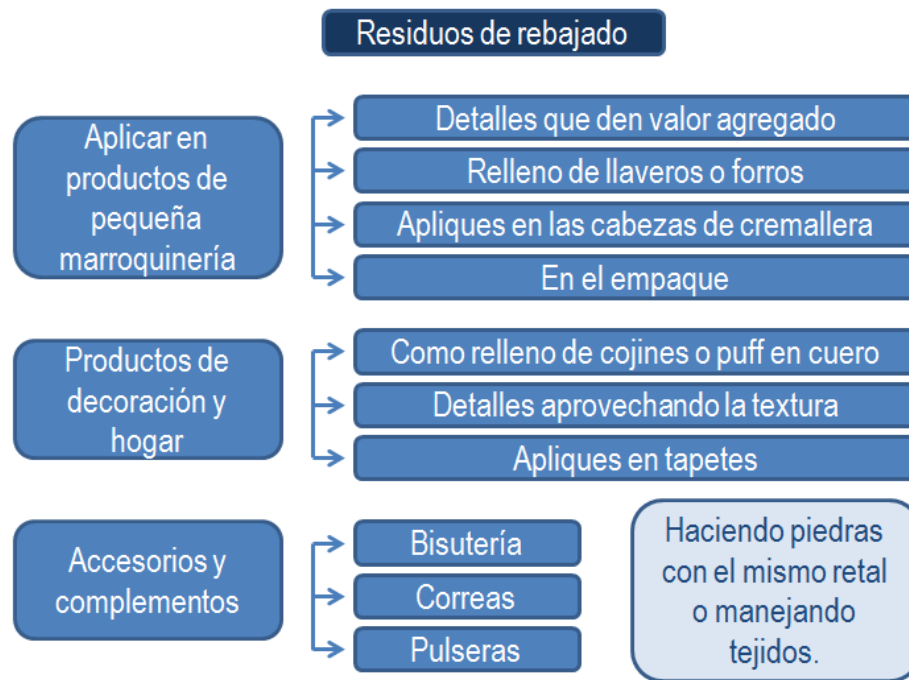 Residuos de rebajado
Aplicar en
productos de
pequeña
marroquinería
Detalles que den valor agregado
Relleno de llaveros o forros
Apliques en las cabezas de cremallera
En el empaque
Productos de
decoración y
hogar
Como relleno de cojines o puff en cuero
Detalles aprovechando la textura
Apliques en tapetes
Accesorios y
complementos
Bisutería
Correas
Pulseras
Haciendo piedras
con el mismo retal
o manejando
tejidos.